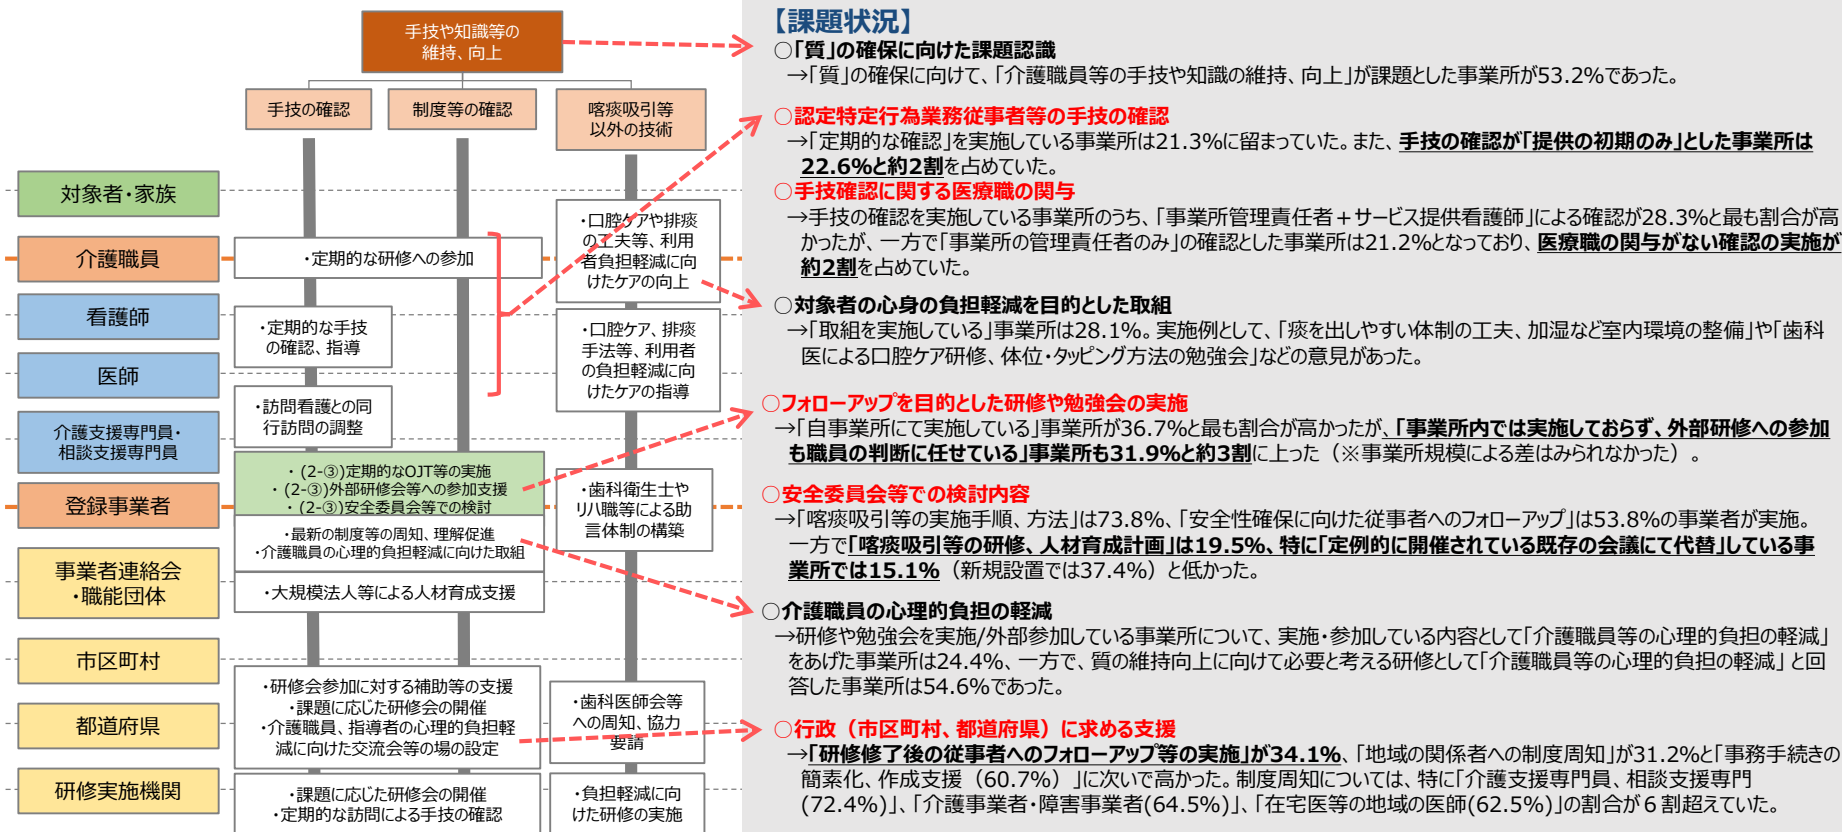 手技や知識等の
維持、向上
手技の確認
制度等の確認
喀痰吸引等
以外の技術
対象者・家族
介護職員
看護師
医師
介護支援専門員・
相談支援専門員
登録事業者
事業者連絡会
・職能団体
市区町村
都道府県
研修実施機関
・定期的な研修への参加
・定期的な手技
の確認、指導
・訪問看護との同
行訪問の調整
・(2-③)定期的なOJT等の実施
・(2-③)外部研修会等への参加支援
・(2-③)安全委員会等での検討
・最新の制度等の周知、理解促進
・介護職員の心理的負担軽減に向けた取組
・大規模法人等による人材育成支援
・研修会参加に対する補助等の支援
・課題に応じた研修会の開催
・介護職員、指導者の心理的負担軽
減に向けた交流会等の場の設定
・課題に応じた研修会の開催
・定期的な訪問による手技の確認
・口腔ケアや排痰
の工夫等、利用
者負担軽減に向
けたケアの向上
・口腔ケア、排痰
手法等、利用者
の負担軽減に向
けたケアの指導
・歯科衛生士や
リハ職等による助
言体制の構築
・歯科医師会等
への周知、協力
要請
・負担軽減に向
けた研修の実施
【課題状況】
○「質」の確保に向けた課題認識
→「質」の確保に向けて、「介護職員等の手技や知識の維持、向上」が課題とした事業所が53.2%であった。
○認定特定行為業務従事者等の手技の確認
→「定期的な確認」を実施している事業所は21.3%に留まっていた。また、手技の確認が「提供の初期のみ」とした事業所は
22.6%と約2割を占めていた。
○手技確認に関する医療職の関与
→手技の確認を実施している事業所のうち、「事業所管理責任者+サービス提供看護師」による確認が28.3%と最も割合が高
かったが、一方で「事業所の管理責任者のみ」の確認とした事業所は21.2%となっており、医療職の関与がない確認の実施が
約2割を占めていた。
○対象者の心身の負担軽減を目的とした取組
→「取組を実施している」事業所は28.1%。実施例として、「痰を出しやすい体制の工夫、加湿など室内環境の整備」や「歯科
医による口腔ケア研修、体位・タッピング方法の勉強会」などの意見があった。
○フォローアップを目的とした研修や勉強会の実施
→「自事業所にて実施している」事業所が36.7%と最も割合が高かったが、「事業所内では実施しておらず、外部研修への参加
も職員の判断に任せている」事業所も31.9%と約3割に上った（※事業所規模による差はみられなかった）。
○安全委員会等での検討内容
→「喀痰吸引等の実施手順、方法」は73.8%、「安全性確保に向けた従事者へのフォローアップ」は53.8%の事業者が実施。
一方で「喀痰吸引等の研修、人材育成計画」は19.5%、特に「定例的に開催されている既存の会議にて代替」している事
業所では15.1%（新規設置では37.4%）と低かった。
○介護職員の心理的負担の軽減
→研修や勉強会を実施/外部参加している事業所について、実施・参加している内容として「介護職員等の心理的負担の軽減」
をあげた事業所は24.4%、一方で、質の維持向上に向けて必要と考える研修として「介護職員等の心理的負担の軽減」と回
答した事業所は54.6%であった。
○行政（市区町村、都道府県）に求める支援
→「研修修了後の従事者へのフォローアップ等の実施」が34.1%、「地域の関係者への制度周知」が31.2%と「事務手続きの
簡素化、作成支援（60.7%）」に次いで高かった。制度周知については、特に「介護支援専門員、相談支援専門
(72.4%)」、「介護事業者・障害事業者(64.5%)」、「在宅医等の地域の医師(62.5%)」の割合が６割超えていた。